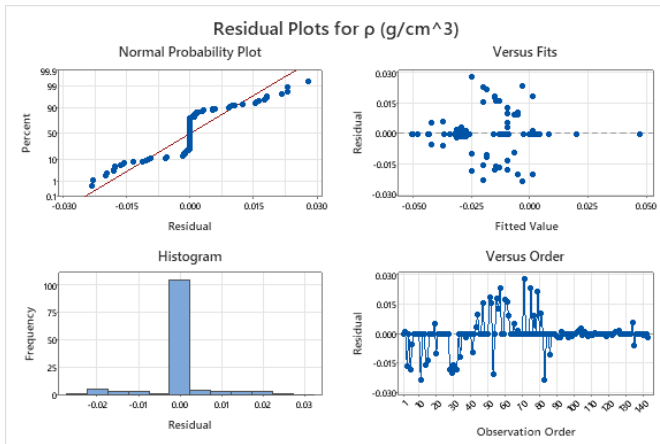 Residual Plots for ρ (g/cm^3)
Normal Probability Plot
99.9
99
90
50
10
1
0.1
Percent
-0.030 -0.015 0.000 0.015 0.030
Residual
Versus Fits
0.030
0.015
0.000
-0.015
-0.030
Residual
-0.050 -0.025 0.000 0.025 0.050
Fitted Value
Histogram
100
75
50
25
0
Frequency
-0.02 -0.01 0.00 0.01 0.02 0.03
Residual
Versus Order
0.030
0.015
0.000
-0.015
-0.030
Residual
1 10 20 30 40 50 60 70 80 90 100 110 120 130 140
Observation Order